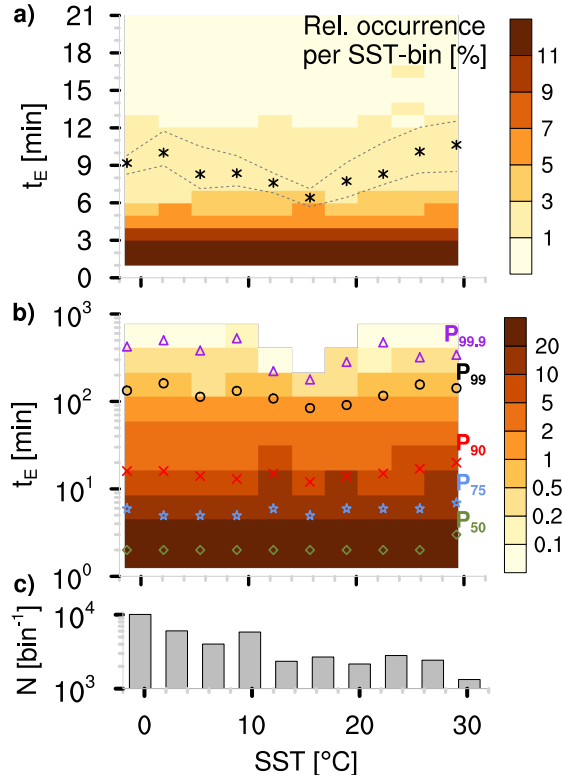 a)
Rel. occurrence
per SST-bin [%]
t_E [min]
21
18
15
12
9
6
3
0
11
9
7
5
3
1
b)
t_E [min]
10³
10²
10¹
10⁰
P₉₉.₉
P₉₉
P₉₀
P₇₅
P₅₀
20
10
5
2
1
0.5
0.2
0.1
c)
N [bin⁻¹]
10⁴
10³
0
10
20
30
SST [°C]